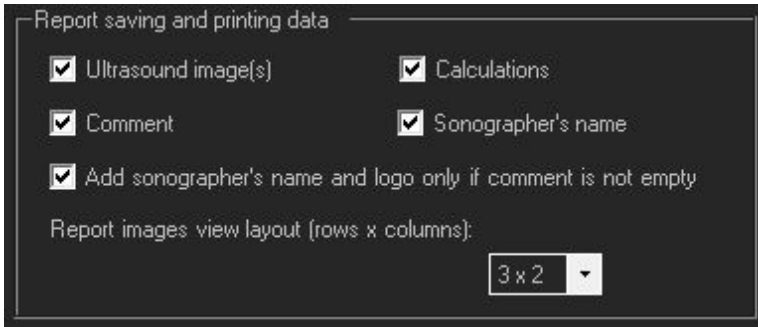 Report saving and printing data
Ultrasound image(s) Calculations
Comment Sonographer's name
Add sonographer's name and logo only if comment is not empty
Report images view layout (rows x columns):
3 x 2